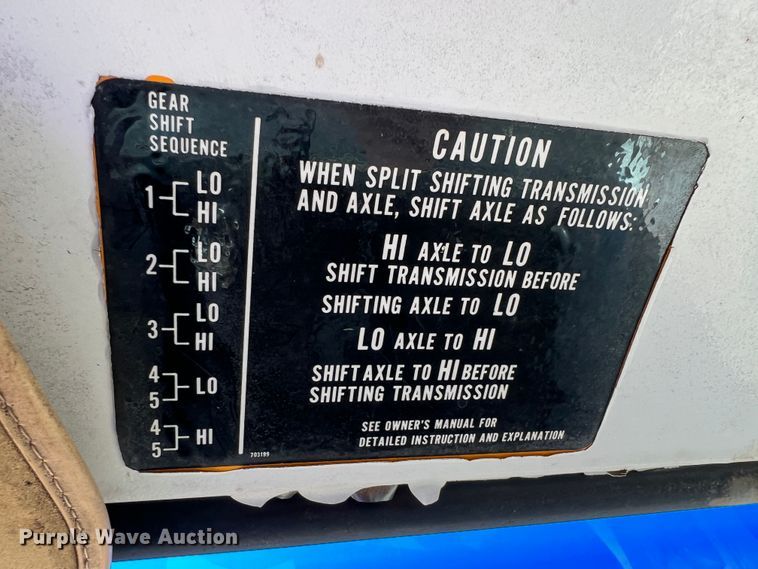 GEAR
SHIFT
SEQUENCE
1 LO
HI
2 LO
HI
3 LO
HI
4
5 LO
4
5 HI
CAUTION
WHEN SPLIT SHIFTING TRANSMISSION
AND AXLE, SHIFT AXLE AS FOLLOWS:
HI AXLE TO LO
SHIFT TRANSMISSION BEFORE
SHIFTING AXLE TO LO
LO AXLE TO HI
SHIFT AXLE TO HI BEFORE
SHIFTING TRANSMISSION
SEE OWNER'S MANUAL FOR
DETAILED INSTRUCTION AND EXPLANATION
703199
Purple Wave Auction